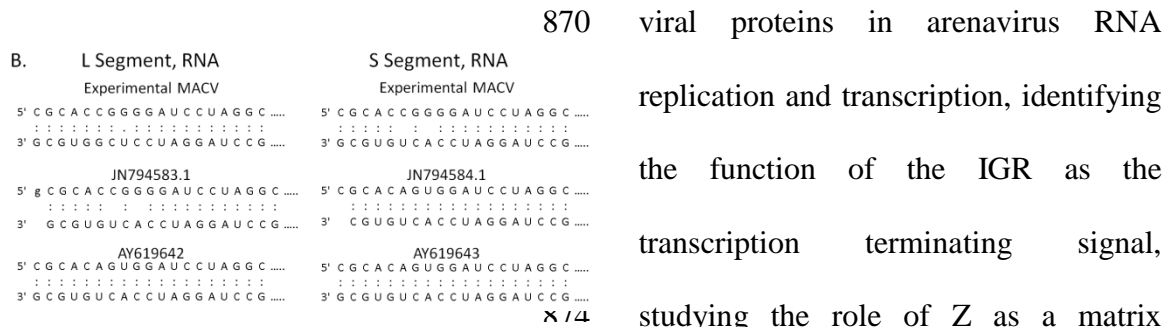 870 viral proteins in arenavirus RNA
replication and transcription, identifying
the function of the IGR as the
transcription terminating signal,
874 studying the role of Z as a matrix
B. L Segment, RNA
Experimental MACV
5' C G C A C C G G G G A U C C U A G G C .....
: : : : : : : . : : : : : : : : : : :
3' G C G U G G C U C C U A G G A U C C G .....
JN794583.1
5' g C G C A C C G G G G A U C C U A G G C .....
: : : : :   :   : : : : : : : : : : :
3' G C G U G U C A C C U A G G A U C C G .....
AY619642
5' C G C A C A G U G G A U C C U A G G C .....
: : : : : : : : : : : : : : : : : : :
3' G C G U G U C A C C U A G G A U C C G .....
S Segment, RNA
Experimental MACV
5' C G C A C C G G G G A U C C U A G G C .....
: : : : :   :   : : : : : : : : : : :
3' G C G U G U C A C C U A G G A U C C G .....
JN794584.1
5' C G C A C A G U G G A U C C U A G G C .....
: : : : : : : : : : : : : : : : : :
3' C G U G U C A C C U A G G A U C C G .....
AY619643
5' C G C A C A G U G G A U C C U A G G C .....
: : : : : : : : : : : : : : : : : : :
3' G C G U G U C A C C U A G G A U C C G .....